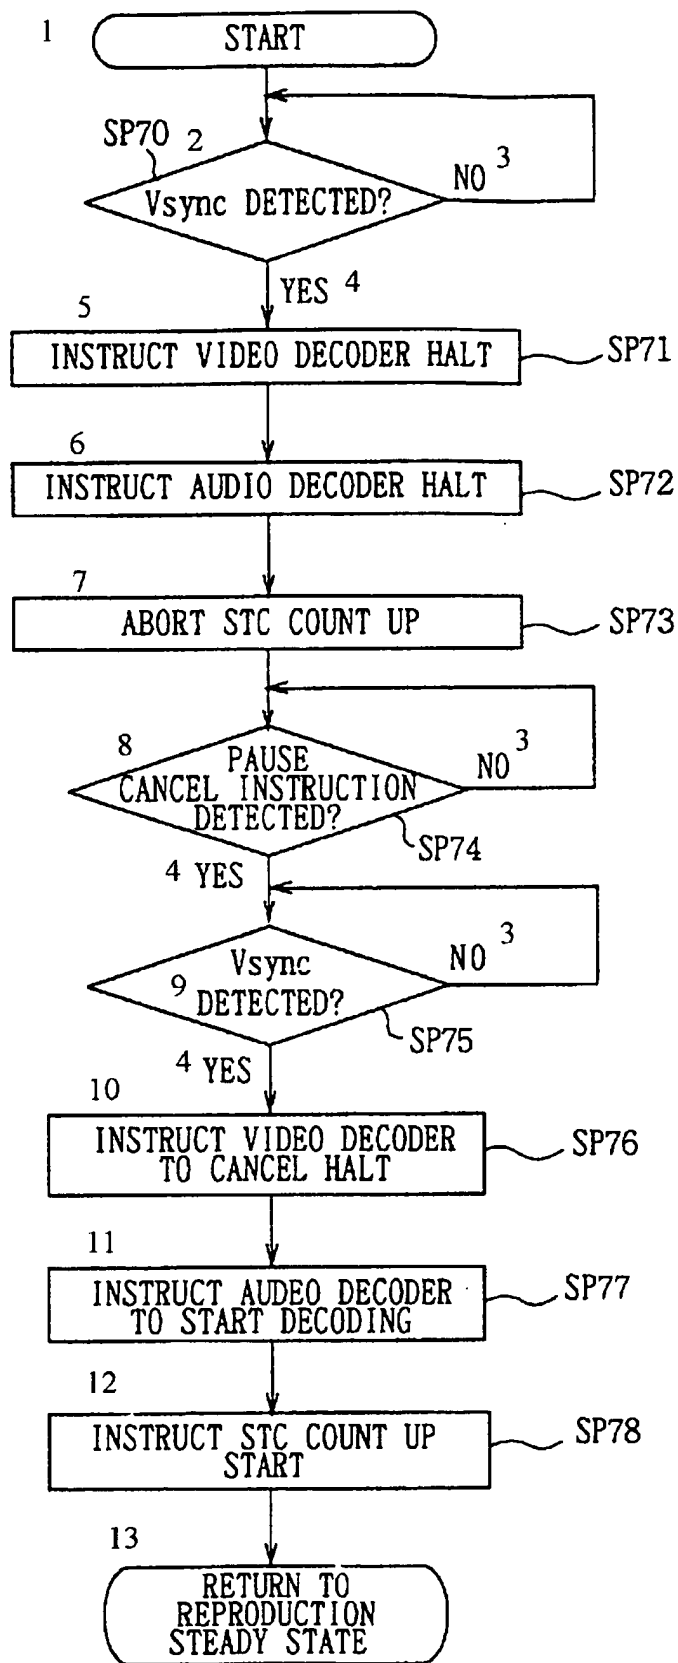 1
START
SP70 2
Vsync DETECTED?
NO 3
YES 4
5
INSTRUCT VIDEO DECODER HALT
SP71
6
INSTRUCT AUDIO DECODER HALT
SP72
7
ABORT STC COUNT UP
SP73
8
PAUSE
CANCEL INSTRUCTION
DETECTED?
NO 3
SP74
4 YES
9
Vsync
DETECTED?
NO 3
SP75
4 YES
10
INSTRUCT VIDEO DECODER
TO CANCEL HALT
SP76
11
INSTRUCT AUDEO DECODER
TO START DECODING
SP77
12
INSTRUCT STC COUNT UP
START
SP78
13
RETURN TO
REPRODUCTION
STEADY STATE